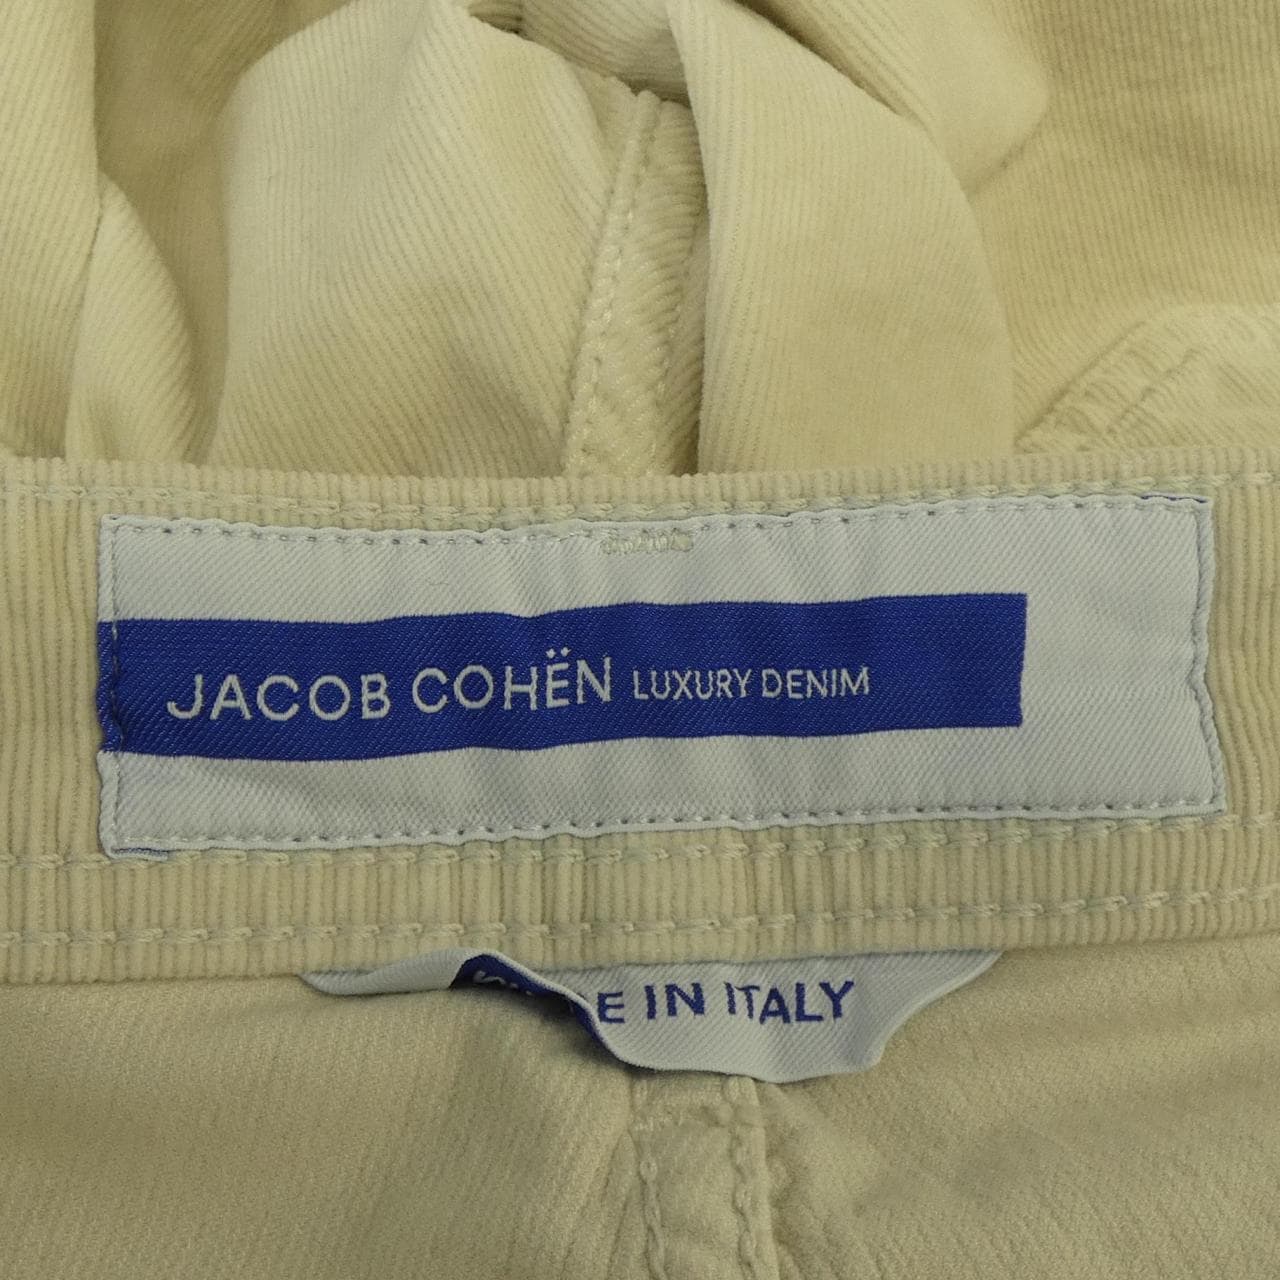 JACOB COHËN LUXURY DENIM
IN ITALY